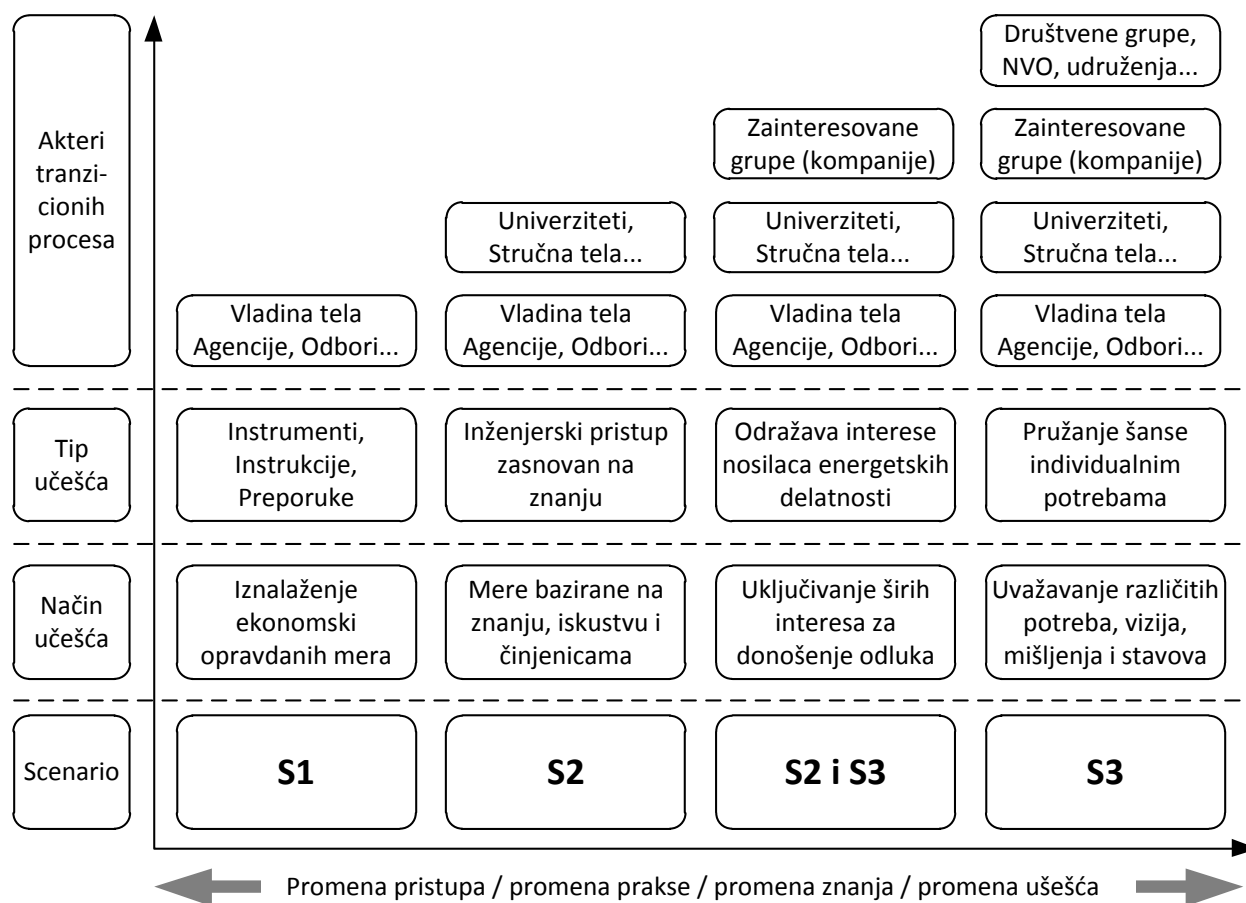 Akteri
tranzi-
cionih
procesa
Društvene grupe,
NVO, udruženja...
Zainteresovane
grupe (kompanije)
Zainteresovane
grupe (kompanije)
Univerziteti,
Stručna tela...
Univerziteti,
Stručna tela...
Univerziteti,
Stručna tela...
Vladina tela
Agencije, Odbori...
Vladina tela
Agencije, Odbori...
Vladina tela
Agencije, Odbori...
Vladina tela
Agencije, Odbori...
Tip
učešća
Instrumenti,
Instrukcije,
Preporuke
Inženjerski pristup
zasnovan na
znanju
Odražava interese
nosilaca energetskih
delatnosti
Pružanje šanse
individualnim
potrebama
Način
učešća
Iznalaženje
ekonomski
opravdanih mera
Mere bazirane na
znanju, iskustvu i
činjenicama
Uključivanje širih
interesa za
donošenje odluka
Uvažavanje različitih
potreba, vizija,
mišljenja i stavova
Scenario
S1
S2
S2 i S3
S3
Promena pristupa / promena prakse / promena znanja / promena ušešća